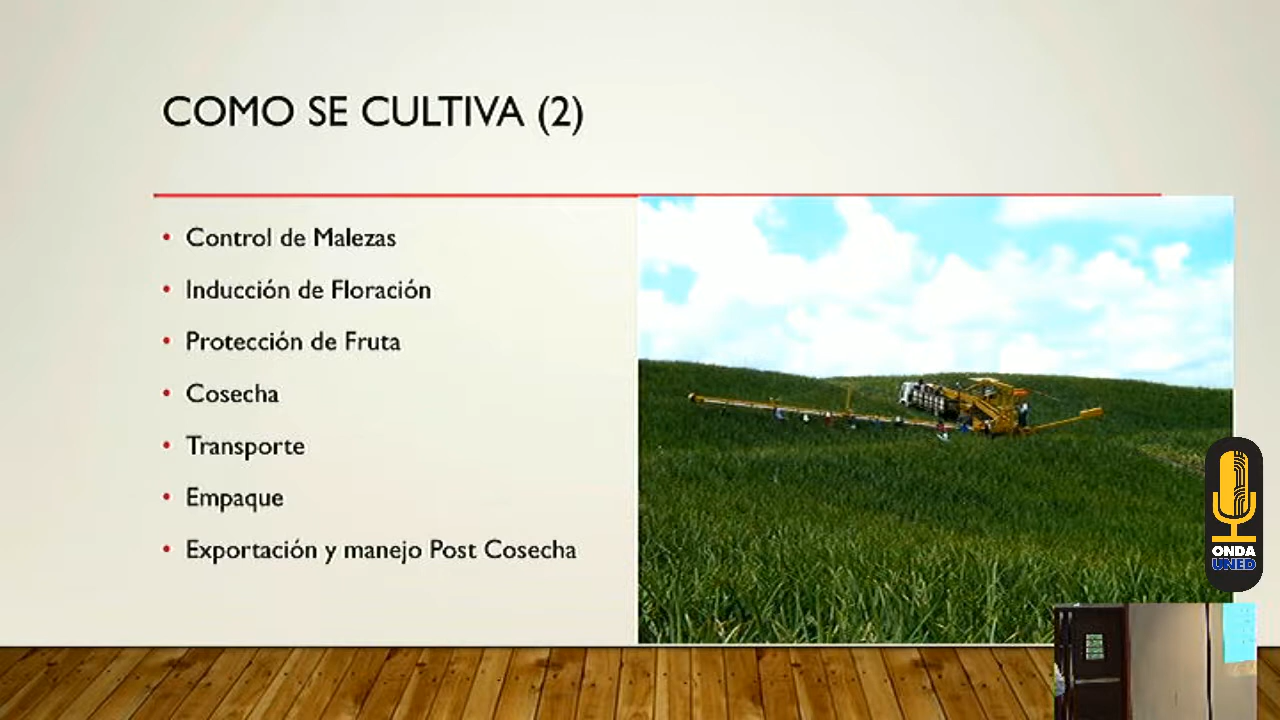 COMO SE CULTIVA (2)
• Control de Malezas
• Inducción de Floración
• Protección de Fruta
• Cosecha
• Transporte
• Empaque
• Exportación y manejo Post Cosecha
ONDA
UNED